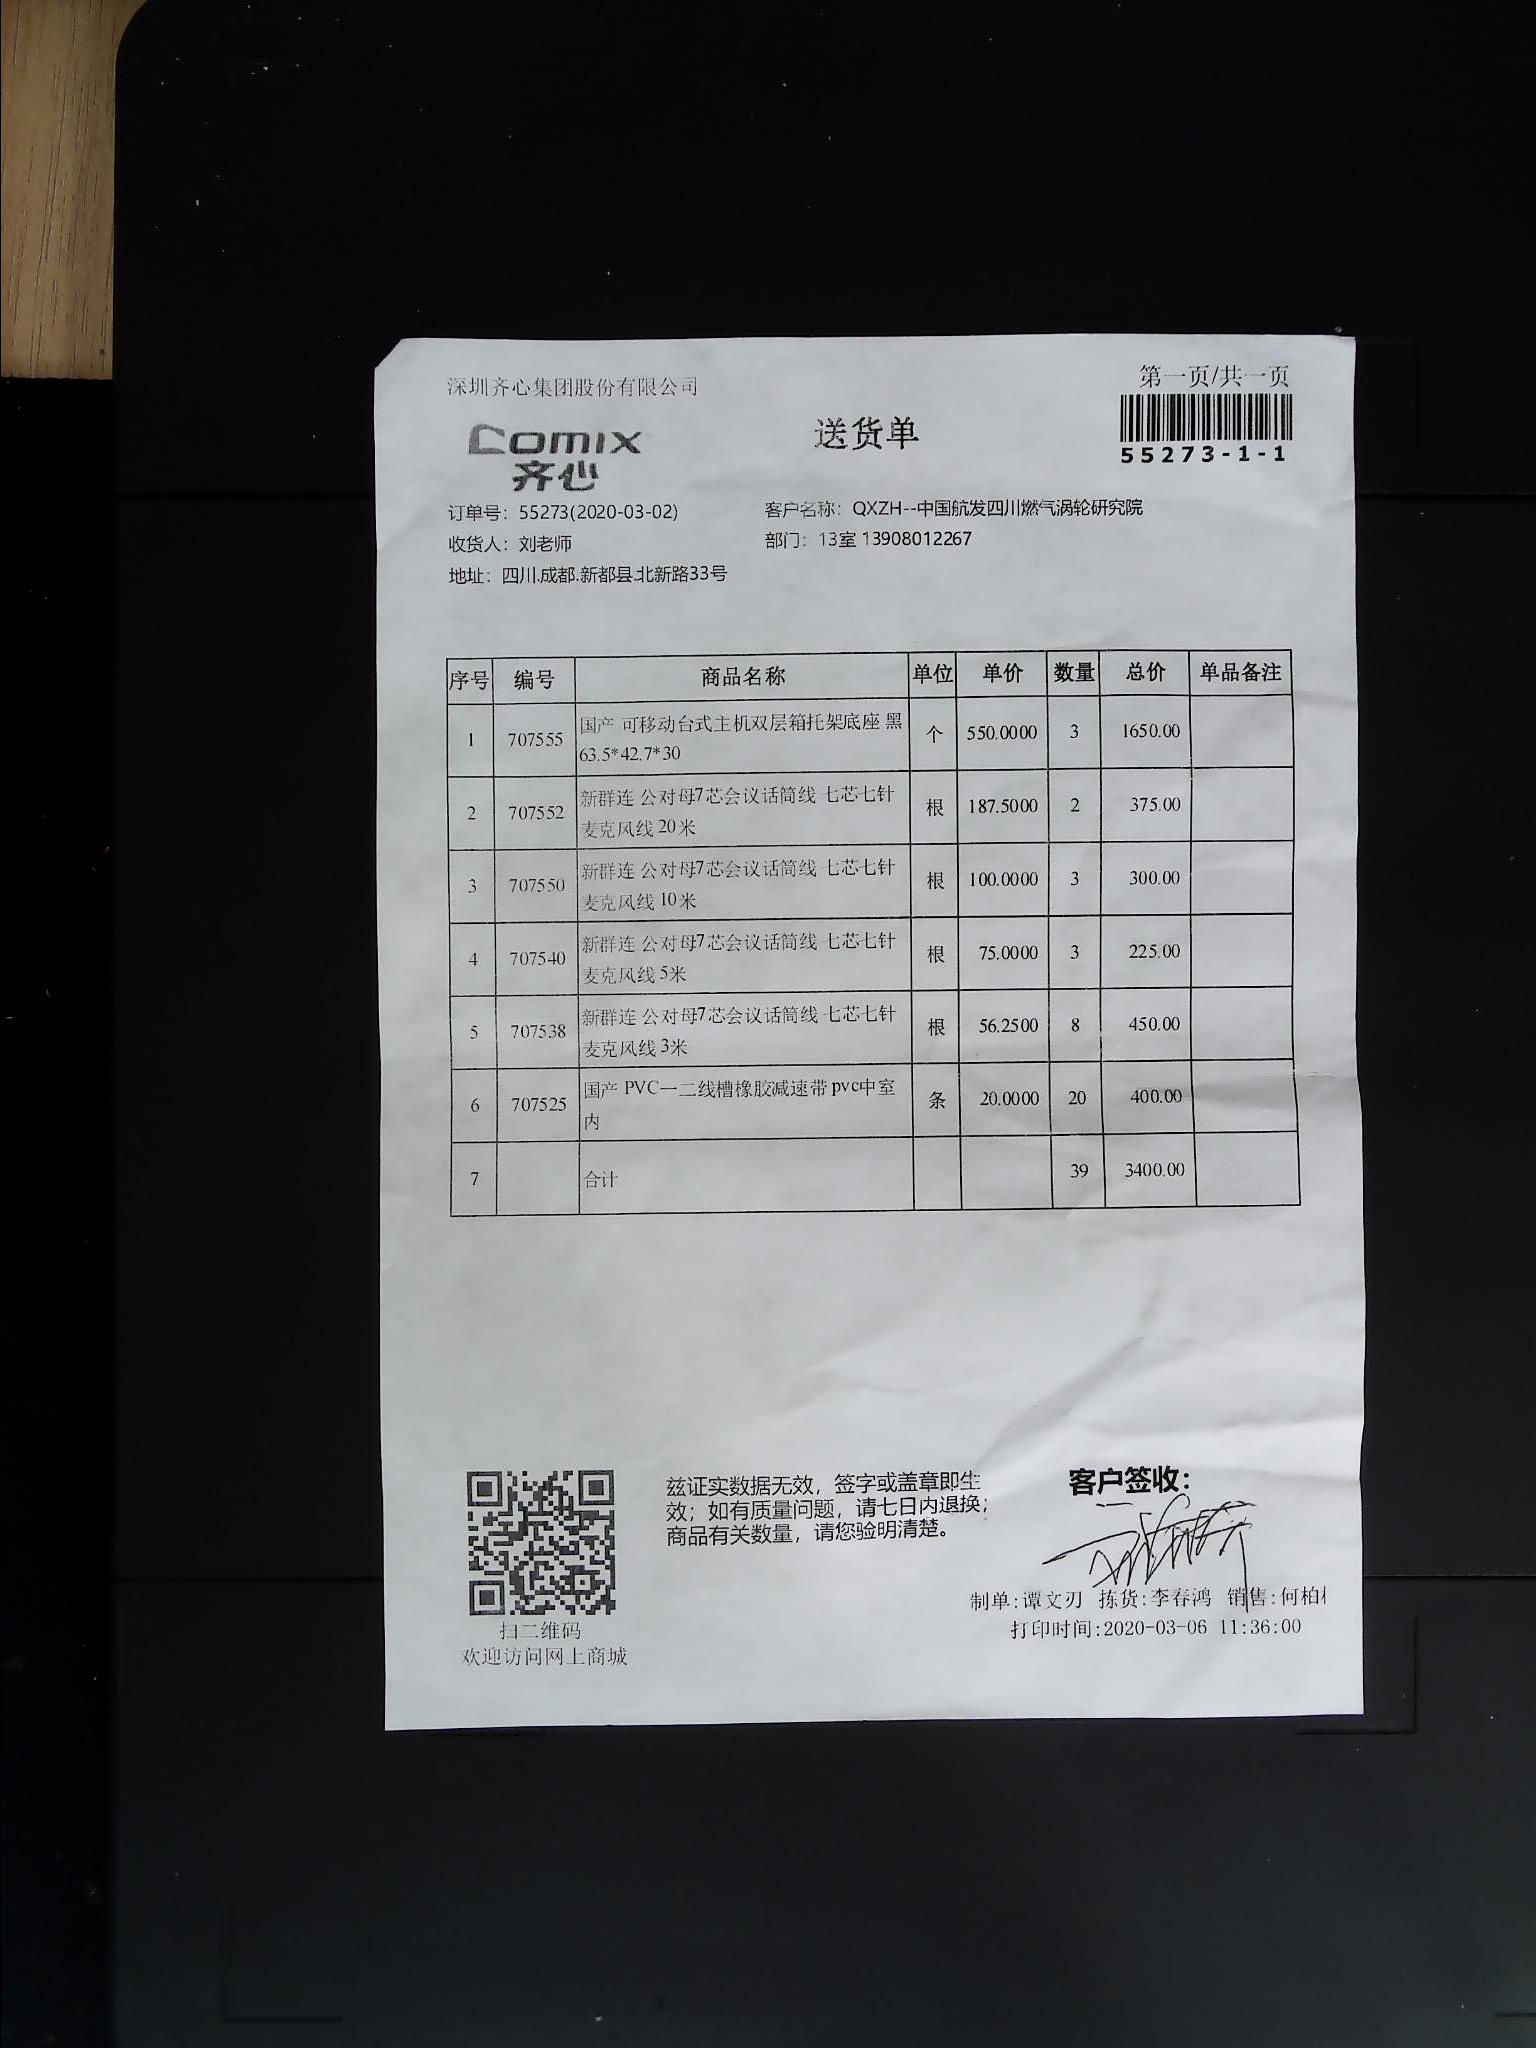 深圳齐心集团股份有限公司
第一页/共一页
Comix
齐心
送货单
55273-1-1
订单号：55273(2020-03-02)
客户名称：QXZH--中国航发四川燃气涡轮研究院
收货人：刘老师
部门：13室 13908012267
地址：四川.成都.新都县.北新路33号
序号 编号 商品名称 单位 单价 数量 总价 单品备注
1 707555 国产 可移动台式主机双层箱托架底座 黑 个 550.0000 3 1650.00
63.5*42.7*30
2 707552 新群连 公对母7芯会议话筒线 七芯七针 根 187.5000 2 375.00
麦克风线 20米
3 707550 新群连 公对母7芯会议话筒线 七芯七针 根 100.0000 3 300.00
麦克风线 10米
4 707540 新群连 公对母7芯会议话筒线 七芯七针 根 75.0000 3 225.00
麦克风线 5米
5 707538 新群连 公对母7芯会议话筒线 七芯七针 根 56.2500 8 450.00
麦克风线 3米
6 707525 国产 PVC一二线槽橡胶减速带 pvc中室 条 20.0000 20 400.00
内
7 合计 39 3400.00
兹证实数据无效，签字或盖章即生
效；如有质量问题，请七日内退换；
商品有关数量，请您验明清楚。
客户签收：
制单:谭文刃 拣货:李春鸿 销售:何柏
打印时间:2020-03-06 11:36:00
扫二维码
欢迎访问网上商城